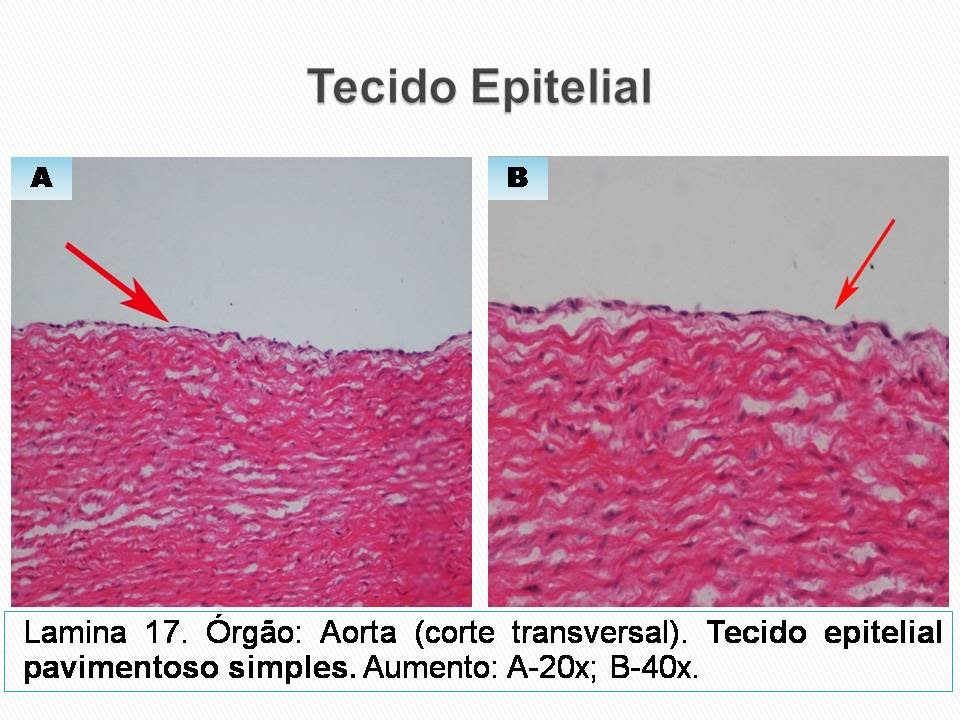 Tecido Epitelial
A
B
Lamina 17. Órgão: Aorta (corte transversal). Tecido epitelial
pavimentoso simples. Aumento: A-20x; B-40x.